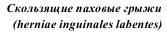 Скользящие паховые грыжи
(herniae inguinales labentes)